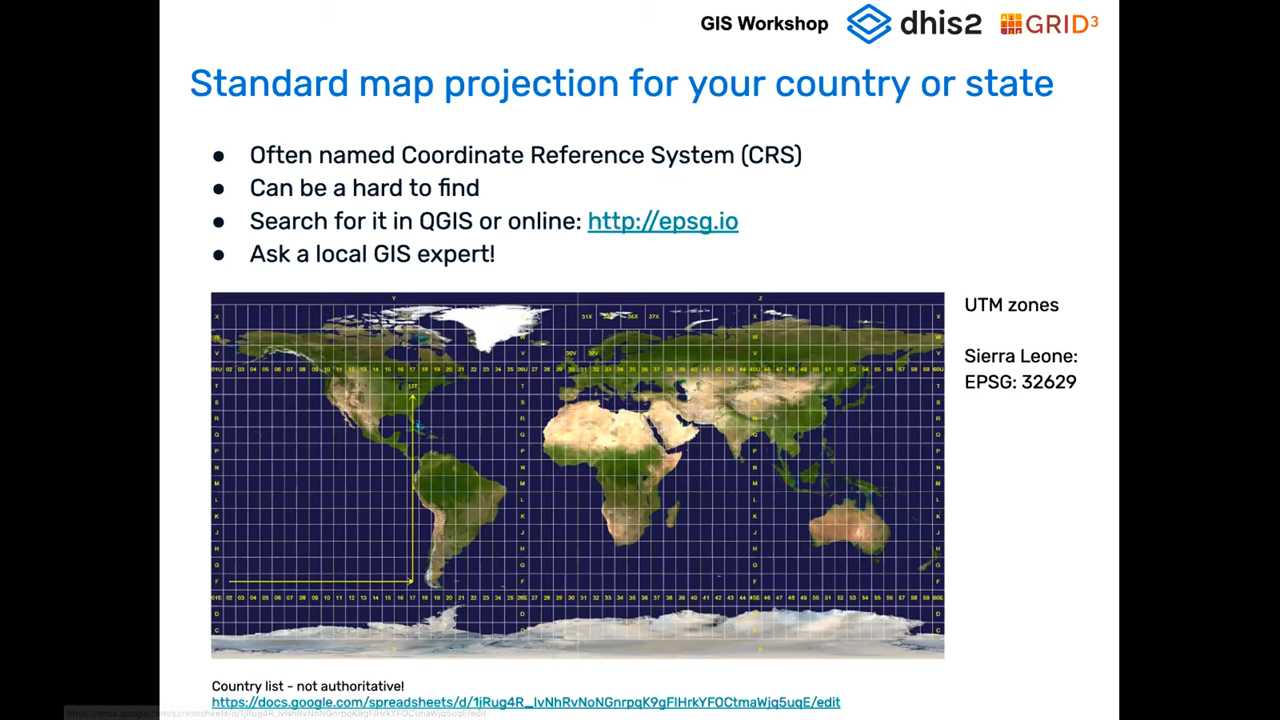 GIS Workshop
dhis2
GRID3
Standard map projection for your country or state
● Often named Coordinate Reference System (CRS)
● Can be a hard to find
● Search for it in QGIS or online: http://epsg.io
● Ask a local GIS expert!
UTM zones
Sierra Leone:
EPSG: 32629
Country list - not authoritative!
https://docs.google.com/spreadsheets/d/1jRug4R_IvNhRvNoNGnrpqK9gFIHrkYFOCtmaWjq5uqE/edit